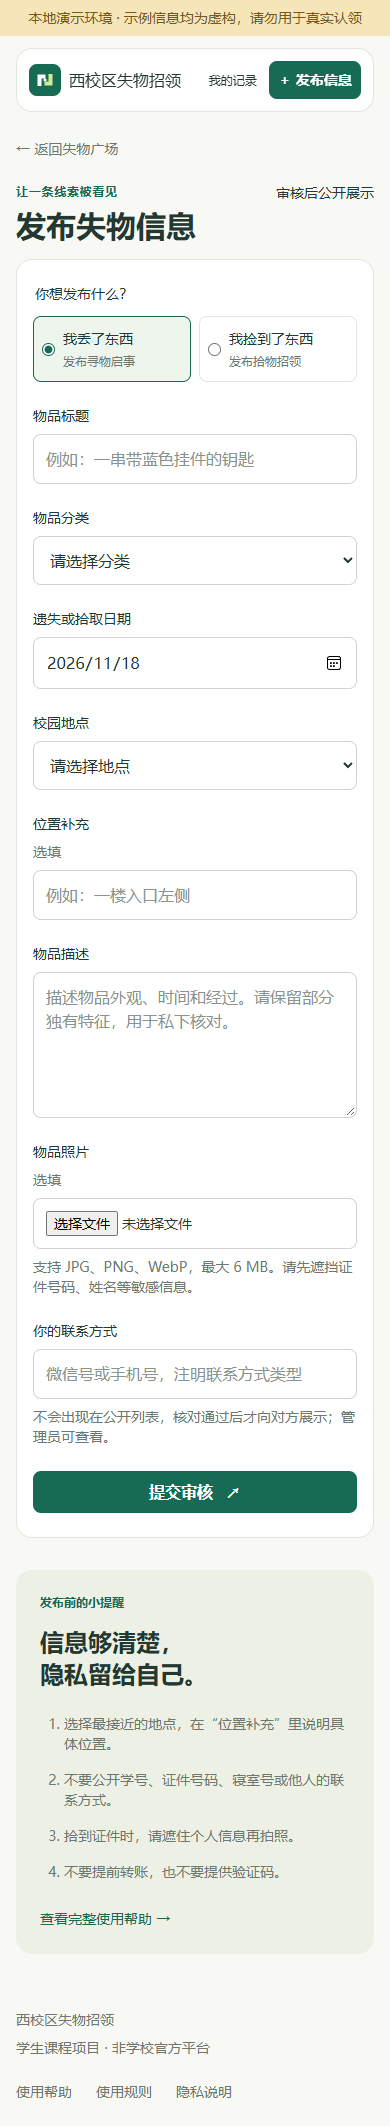 本地演示环境 · 示例信息均为虚构，请勿用于真实认领
西校区失物招领
我的记录
+ 发布信息
← 返回失物广场
让一条线索被看见
审核后公开展示
发布失物信息
你想发布什么？
我丢了东西
发布寻物启事
我捡到了东西
发布拾物招领
物品标题
例如：一串带蓝色挂件的钥匙
物品分类
请选择分类
遗失或拾取日期
2026/11/18
校园地点
请选择地点
位置补充
选填
例如：一楼入口左侧
物品描述
描述物品外观、时间和经过。请保留部分
独有特征，用于私下核对。
物品照片
选填
选择文件 未选择文件
支持 JPG、PNG、WebP，最大 6 MB。请先遮挡证
件号码、姓名等敏感信息。
你的联系方式
微信号或手机号，注明联系方式类型
不会出现在公开列表，核对通过后才向对方展示；管
理员可查看。
提交审核 ↗
发布前的小提醒
信息够清楚，
隐私留给自己。
1. 选择最接近的地点，在“位置补充”里说明具
体位置。
2. 不要公开学号、证件号码、寝室号或他人的联
系方式。
3. 拾到证件时，请遮住个人信息再拍照。
4. 不要提前转账，也不要提供验证码。
查看完整使用帮助 →
西校区失物招领
学生课程项目 · 非学校官方平台
使用帮助 使用规则 隐私说明